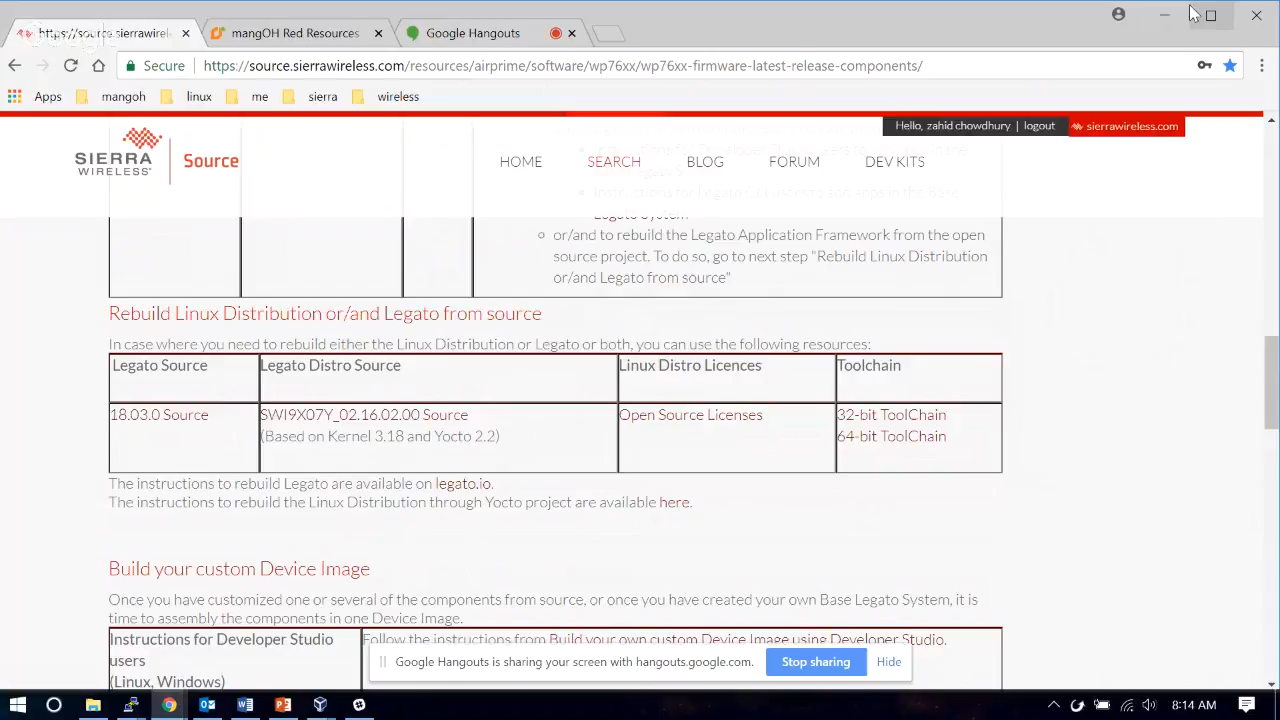 https://source.sierrawirel
mangOH Red Resources
Google Hangouts
Secure
https://source.sierrawireless.com/resources/airprime/software/wp76xx/wp76xx-firmware-latest-release-components/
Apps
mangoh
linux
me
sierra
wireless
Hello, zahid chowdhury | logout
sierrawireless.com
SIERRA WIRELESS
Source
HOME
SEARCH
BLOG
FORUM
DEV KITS
Legato System
or/and to rebuild the Legato Application Framework from the open
source project. To do so, go to next step "Rebuild Linux Distribution
or/and Legato from source"
Rebuild Linux Distribution or/and Legato from source
In case where you need to rebuild either the Linux Distribution or Legato or both, you can use the following resources:
Legato Source
Legato Distro Source
Linux Distro Licences
Toolchain
18.03.0 Source
SWI9X07Y_02.16.02.00 Source
(Based on Kernel 3.18 and Yocto 2.2)
Open Source Licenses
32-bit ToolChain
64-bit ToolChain
The instructions to rebuild Legato are available on legato.io.
The instructions to rebuild the Linux Distribution through Yocto project are available here.
Build your custom Device Image
Once you have customized one or several of the components from source, or once you have created your own Base Legato System, it is
time to assembly the components in one Device Image.
Instructions for Developer Studio
users
(Linux, Windows)
Follow the instructions from Build your own custom Device Image using Developer Studio.
Google Hangouts is sharing your screen with hangouts.google.com.
Stop sharing
Hide
8:14 AM